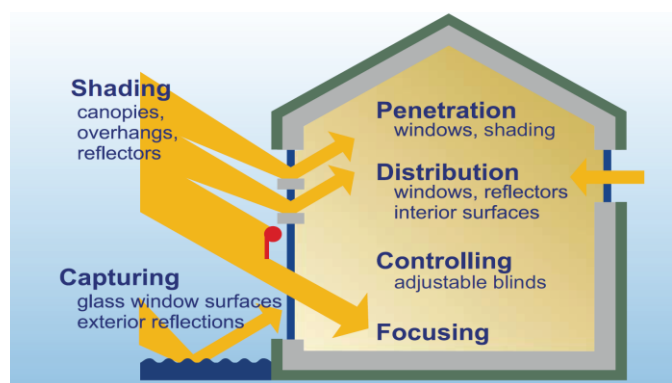 Shading
canopies,
overhangs,
reflectors
Capturing
glass window surfaces
exterior reflections
Penetration
windows, shading
Distribution
windows, reflectors
interior surfaces
Controlling
adjustable blinds
Focusing